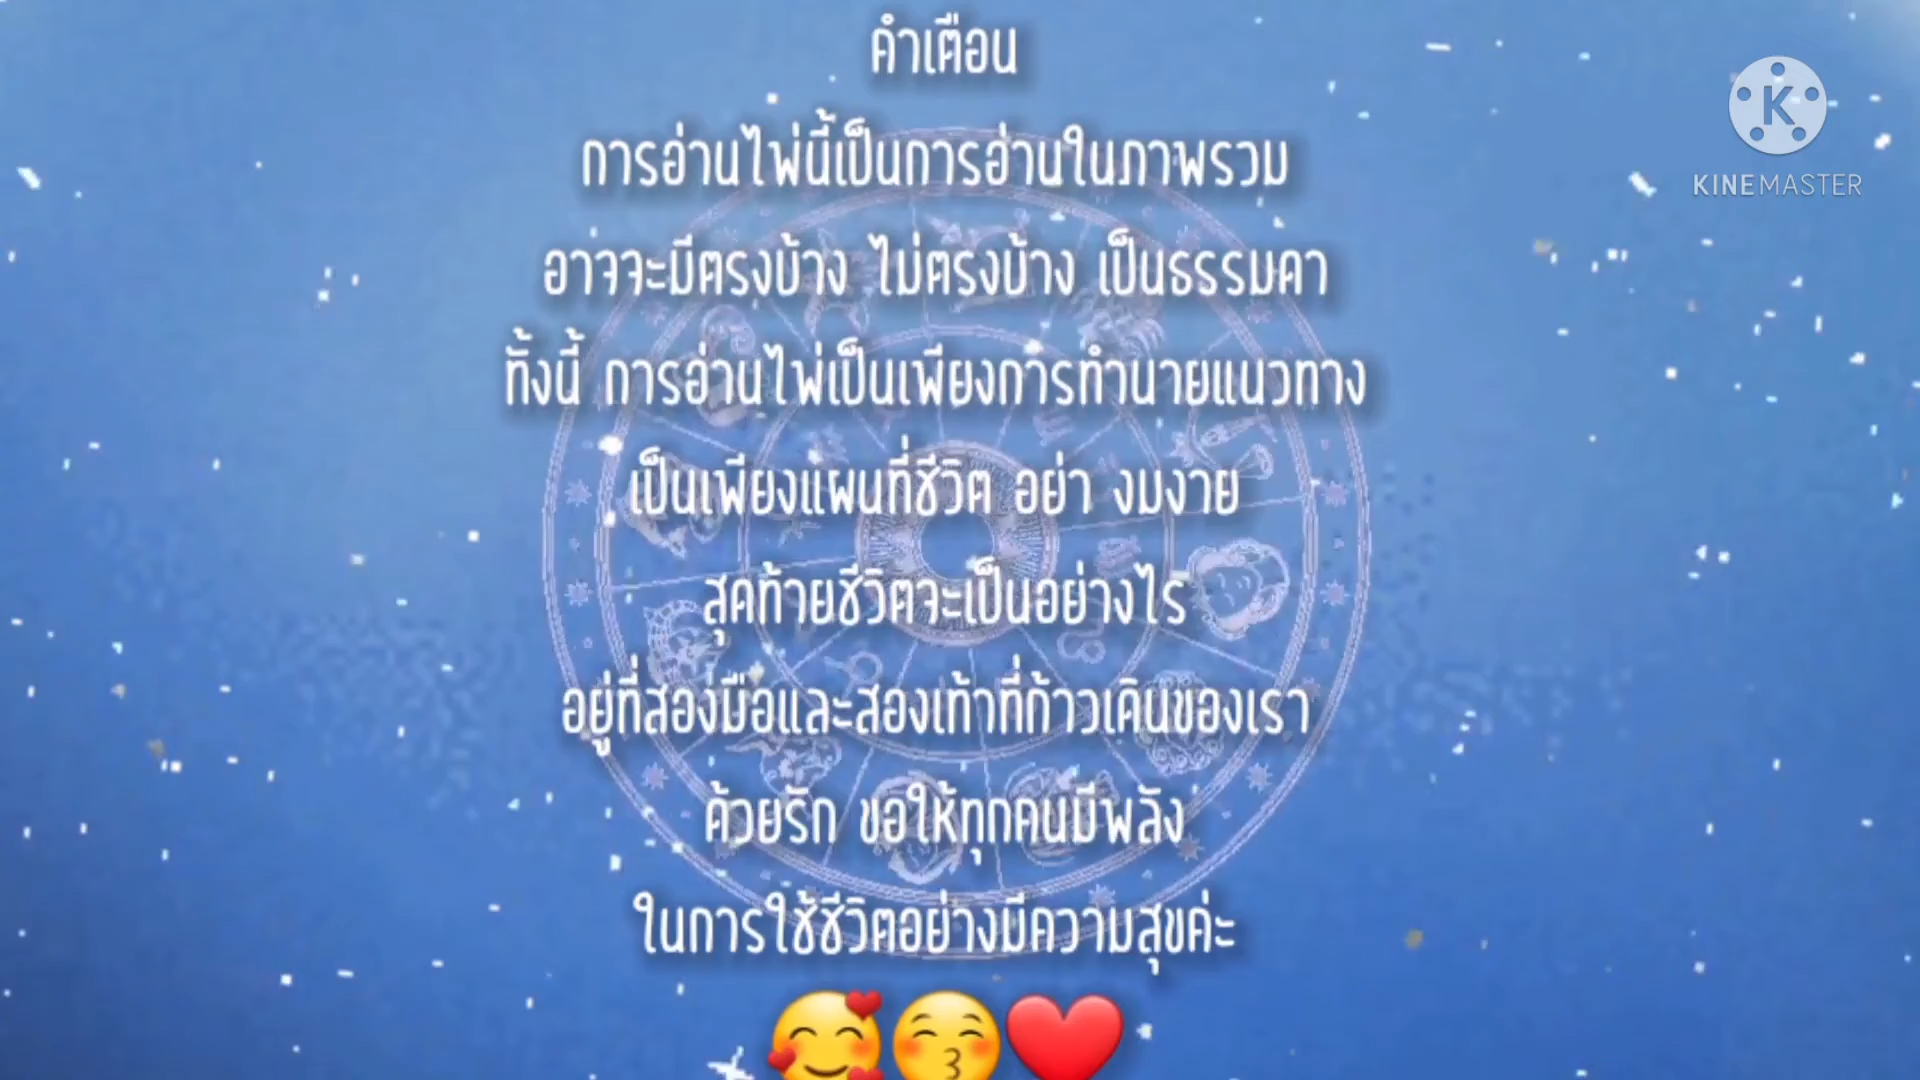 คำเตือน
การอ่านไพ่นี้เป็นการอ่านในภาพรวม
อาจจะมีตรงบ้าง ไม่ตรงบ้าง เป็นธรรมดา
ทั้งนี้ การอ่านไพ่เป็นเพียงการทำนายแนวทาง
เป็นเพียงแผนที่ชีวิต อย่า งมงาย
สุดท้ายชีวิตจะเป็นอย่างไร
อยู่ที่สองมือและสองเท้าที่ก้าวเดินของเรา
ด้วยรัก ขอให้ทุกคนมีพลัง
ในการใช้ชีวิตอย่างมีความสุขค่ะ
🥰😚❤️
K
KINEMASTER